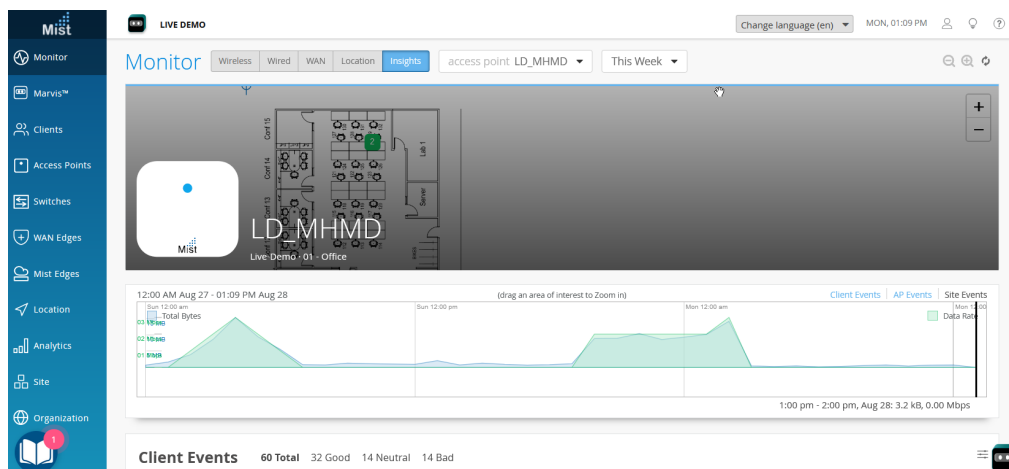 Mist
LIVE DEMO
Change language (en)
MON, 01:09 PM
Monitor
Marvis™
Clients
Access Points
Switches
WAN Edges
Mist Edges
Location
Analytics
Site
Organization
1
Monitor
Wireless Wired WAN Location Insights
access point LD_MHMD
This Week
+
−
Conf 15
Conf 14
Conf 13
2
Lab 1
Server
Mist
LD_MHMD
Live-Demo · 01 - Office
12:00 AM Aug 27 - 01:09 PM Aug 28
(drag an area of interest to Zoom in)
Client Events AP Events Site Events
Sun 12:00 am
Sun 12:00 pm
Mon 12:00 am
Total Bytes
Data Rate
1:00 pm - 2:00 pm, Aug 28: 3.2 kB, 0.00 Mbps
Client Events 60 Total 32 Good 14 Neutral 14 Bad